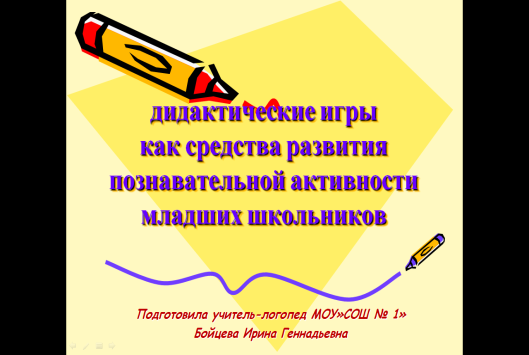 дидактические игры
как средства развития
познавательной активности
младших школьников
Подготовила учитель-логопед МОУ»СОШ № 1»
Бойцева Ирина Геннадьевна